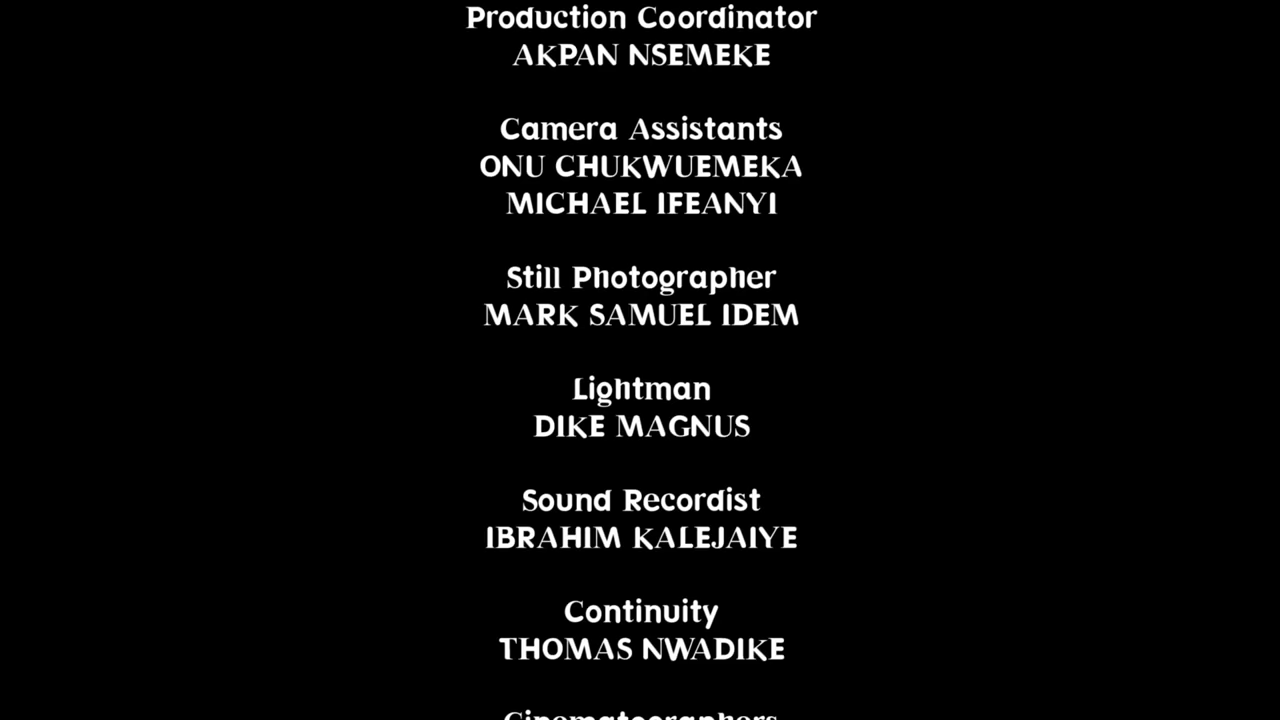 Production Coordinator
AKPAN NSEMEKE
Camera Assistants
ONU CHUKWUEMEKA
MICHAEL IFEANYI
Still Photographer
MARK SAMUEL IDEM
Lightman
DIKE MAGNUS
Sound Recordist
IBRAHIM KALEJAIYE
Continuity
THOMAS NWADIKE
Cinematographers